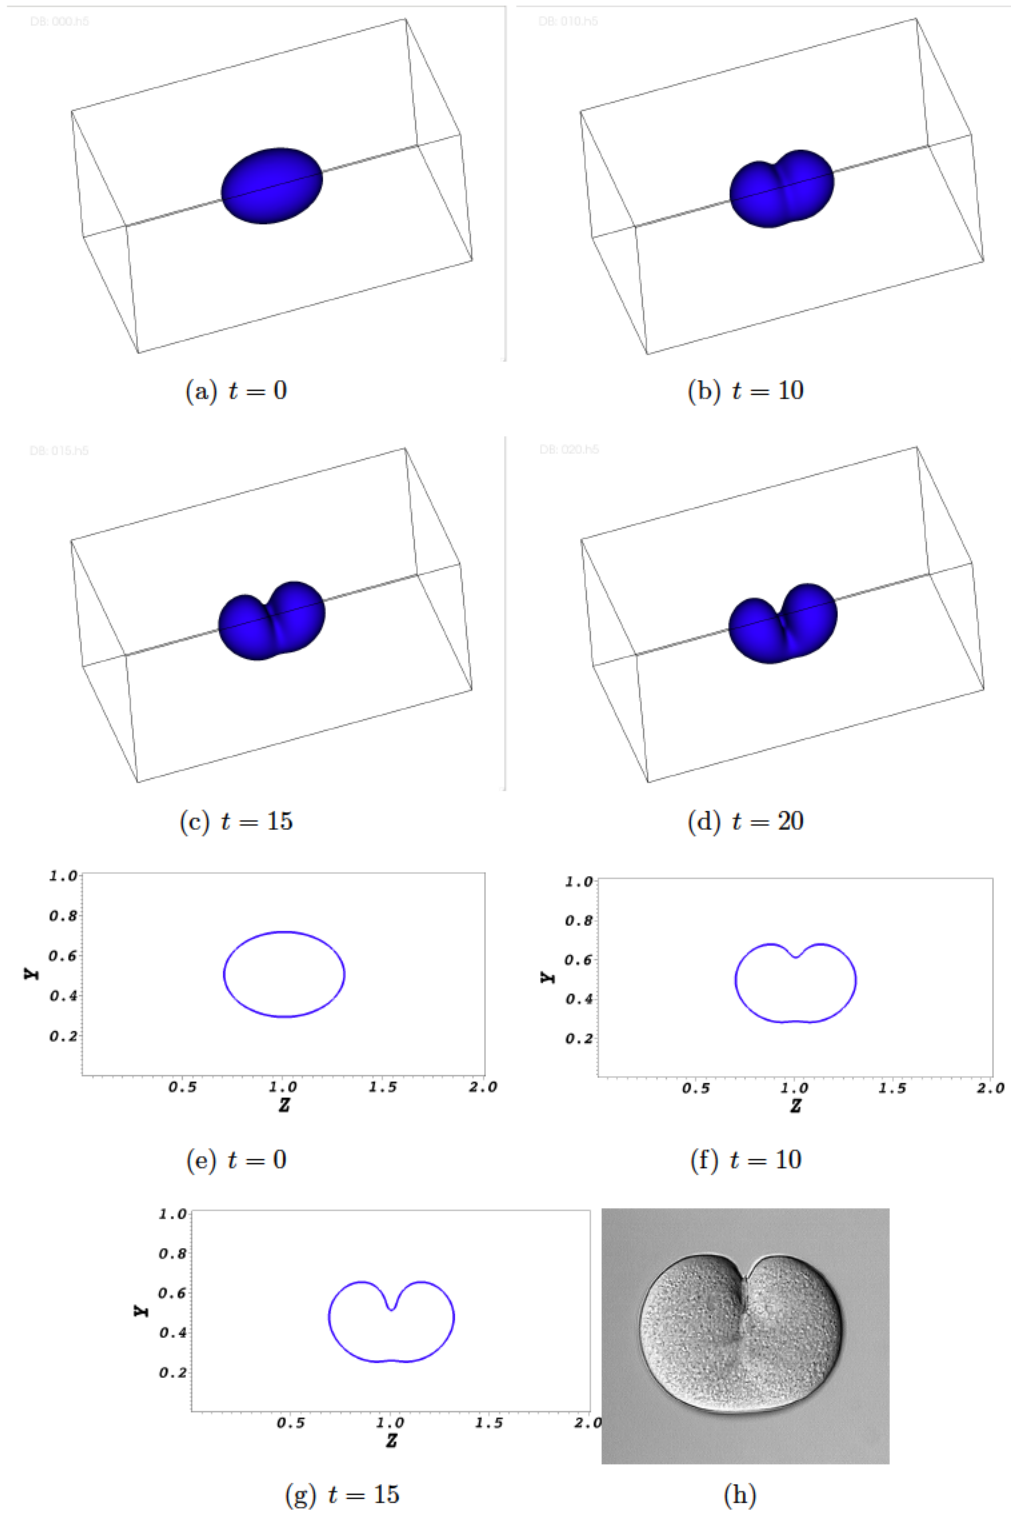 DB: 000.h5
DB: 010.h5
(a) t = 0
(b) t = 10
DB: 015.h5
DB: 020.h5
(c) t = 15
(d) t = 20
1.0
0.8
0.6
0.4
0.2
Y
0.5 1.0 1.5 2.0
Z
1.0
0.8
0.6
0.4
0.2
Y
0.5 1.0 1.5 2.0
Z
(e) t = 0
(f) t = 10
1.0
0.8
0.6
0.4
0.2
Y
0.5 1.0 1.5 2.0
Z
(g) t = 15
(h)